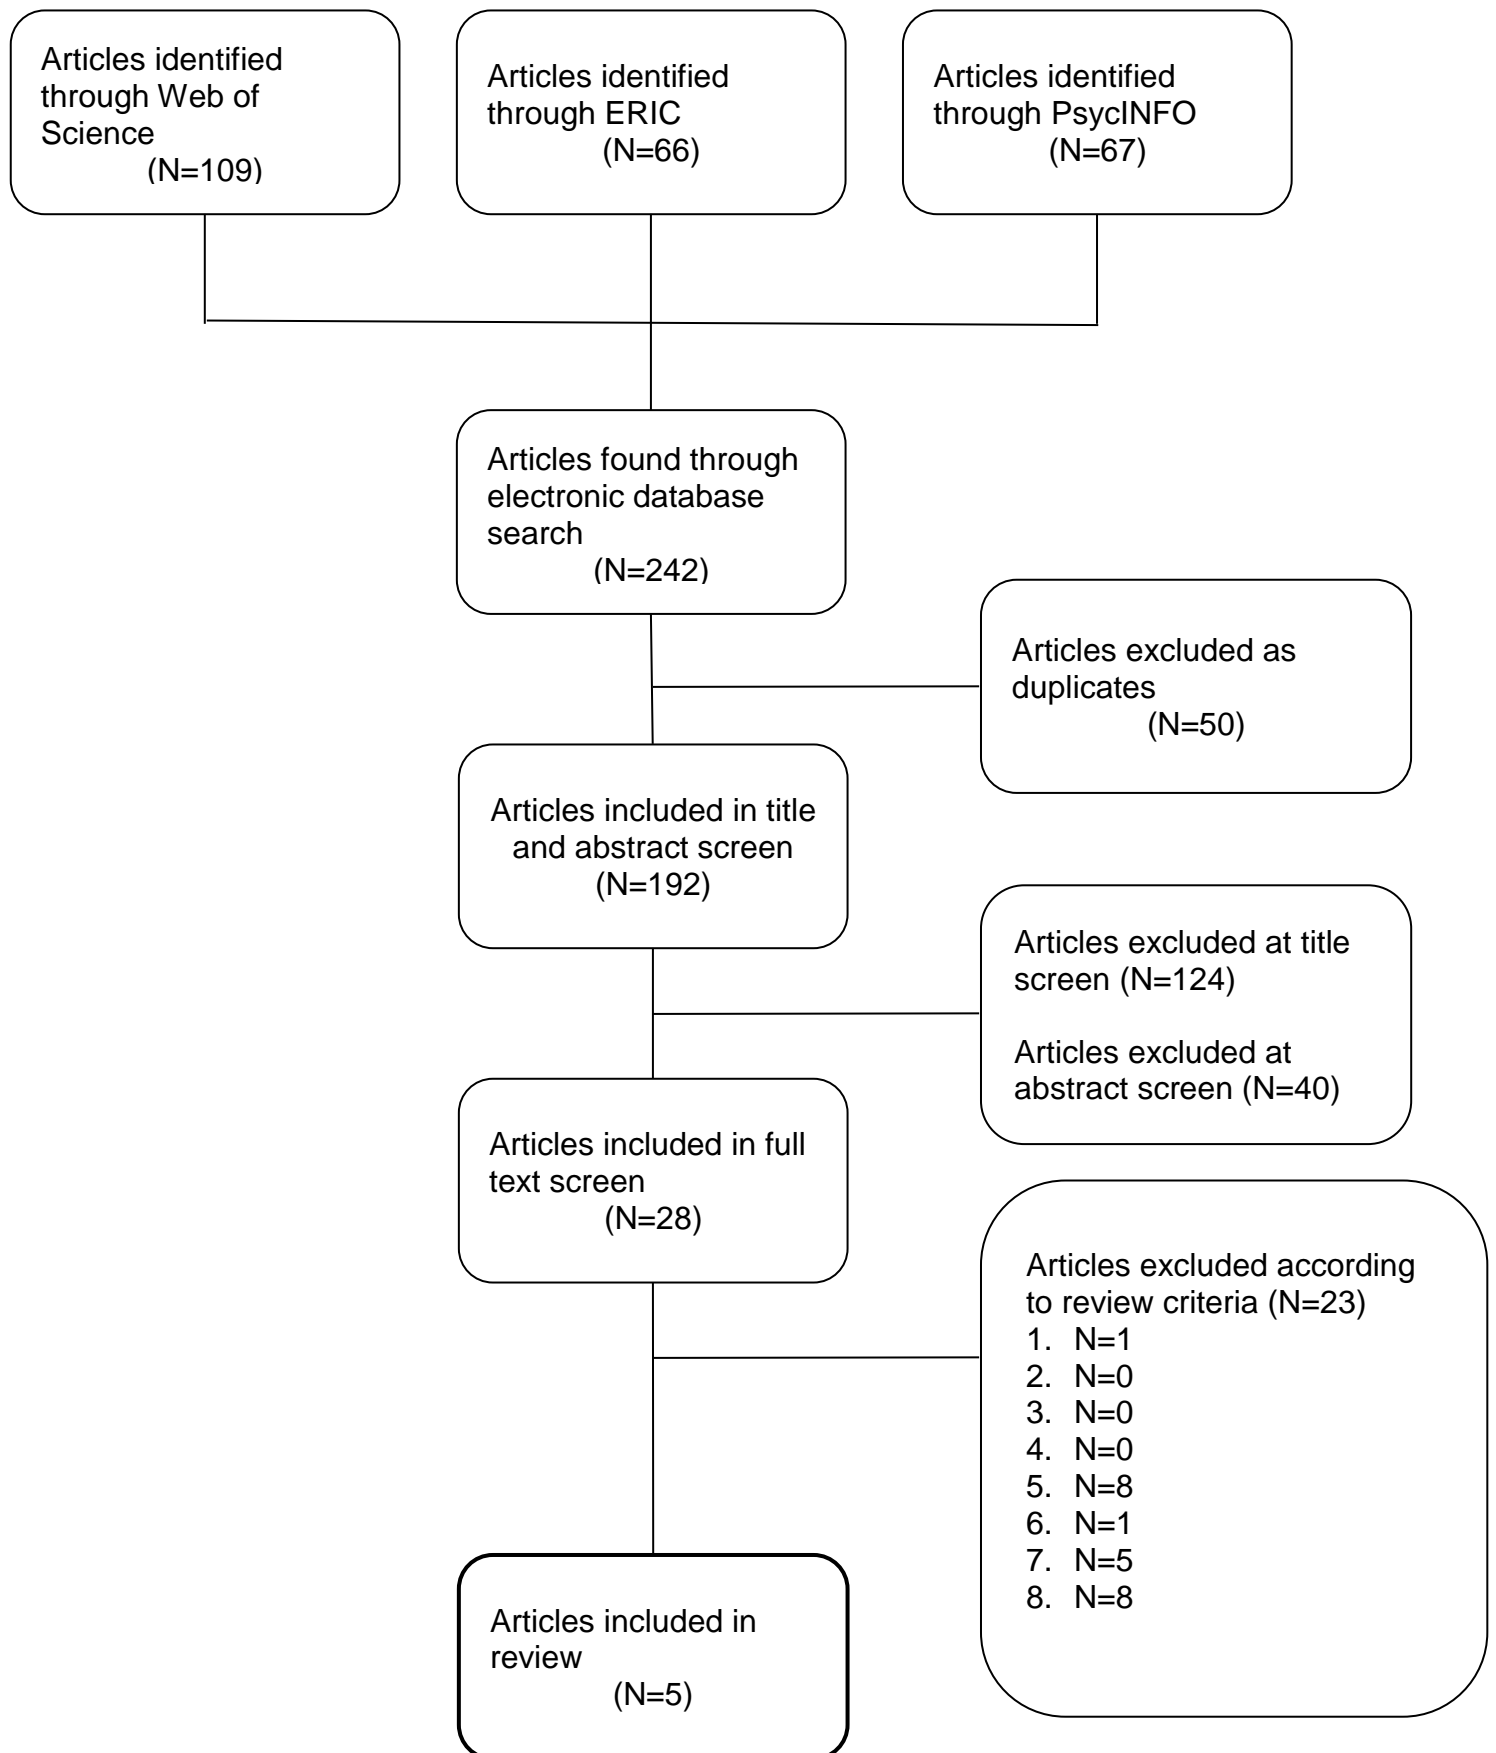 Articles identified
through Web of
Science
(N=109)
Articles identified
through ERIC
(N=66)
Articles identified
through PsycINFO
(N=67)
Articles found through
electronic database
search
(N=242)
Articles excluded as
duplicates
(N=50)
Articles included in title
and abstract screen
(N=192)
Articles excluded at title
screen (N=124)
Articles excluded at
abstract screen (N=40)
Articles included in full
text screen
(N=28)
Articles excluded according
to review criteria (N=23)
1. N=1
2. N=0
3. N=0
4. N=0
5. N=8
6. N=1
7. N=5
8. N=8
Articles included in
review
(N=5)